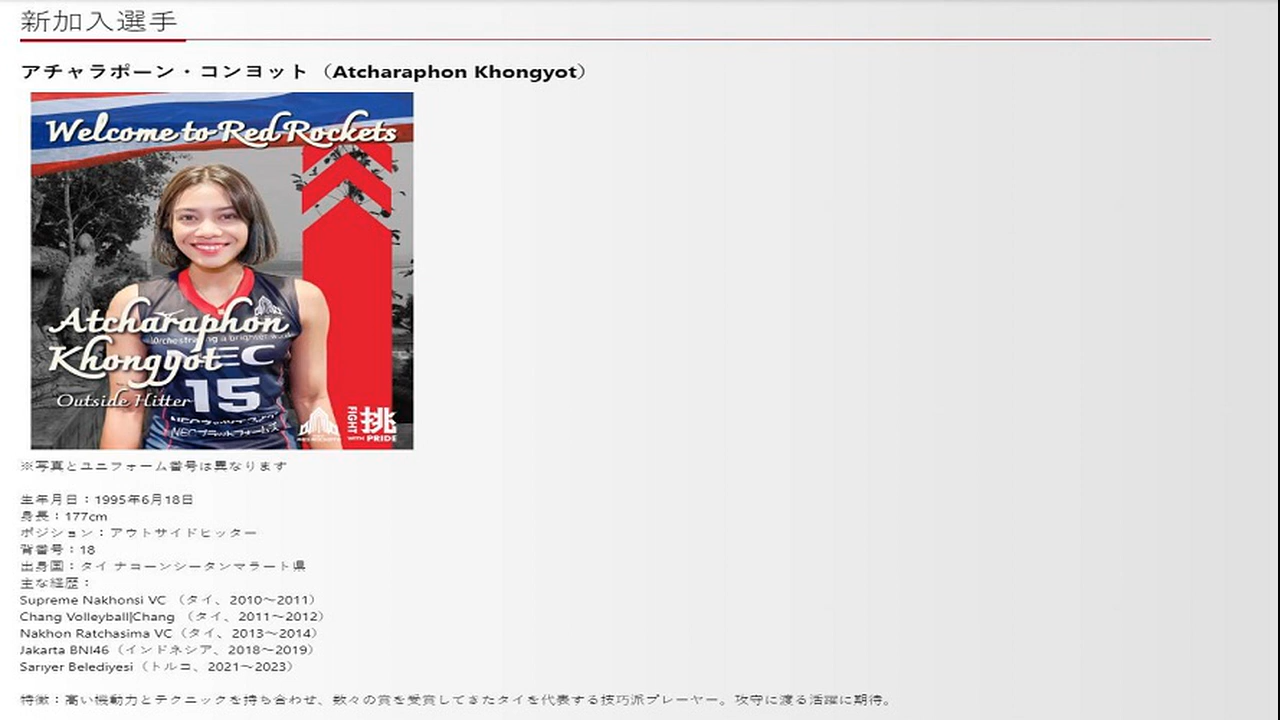 新加入選手
アチャラポーン・コンヨット（Atcharaphon Khongyot）
Welcome to Red Rockets
Atcharaphon
Khongyot
Orchestrating a brighter world
NEC
15
Outside Hitter
FIGHT
挑
WITH PRIDE
※写真とユニフォーム番号は異なります
生年月日：1995年6月18日
身長：177cm
ポジション：アウトサイドヒッター
背番号：18
出身国：タイ ナコーンシータンマラート県
主な経歴：
Supreme Nakhonsi VC （タイ、2010〜2011）
Chang Volleyball|Chang （タイ、2011〜2012）
Nakhon Ratchasima VC（タイ、2013〜2014）
Jakarta BNI46（インドネシア、2018〜2019）
Sarıyer Belediyesi（トルコ、2021〜2023）
特徴：高い機動力とテクニックを持ち合わせ、数々の賞を受賞してきたタイを代表する技巧派プレーヤー。攻守に渡る活躍に期待。